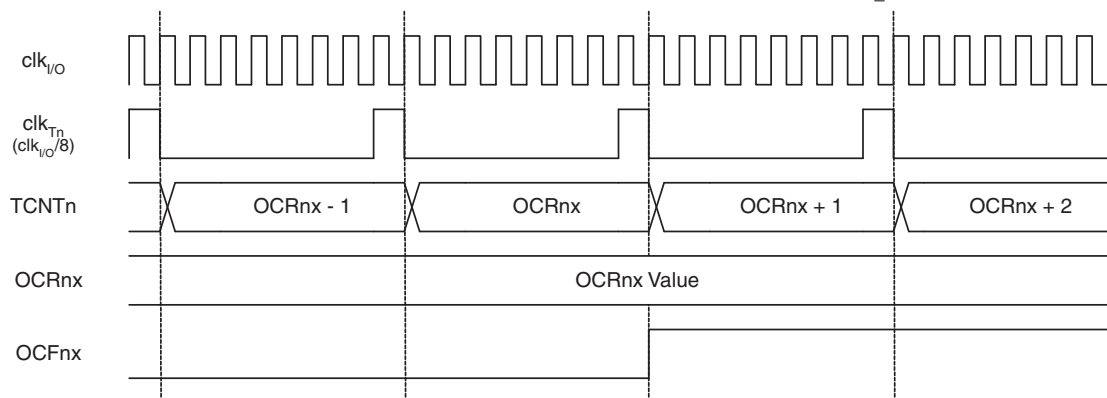 clkI/O
clkTn
(clkI/O/8)
TCNTn
OCRnx - 1
OCRnx
OCRnx + 1
OCRnx + 2
OCRnx
OCRnx Value
OCFnx